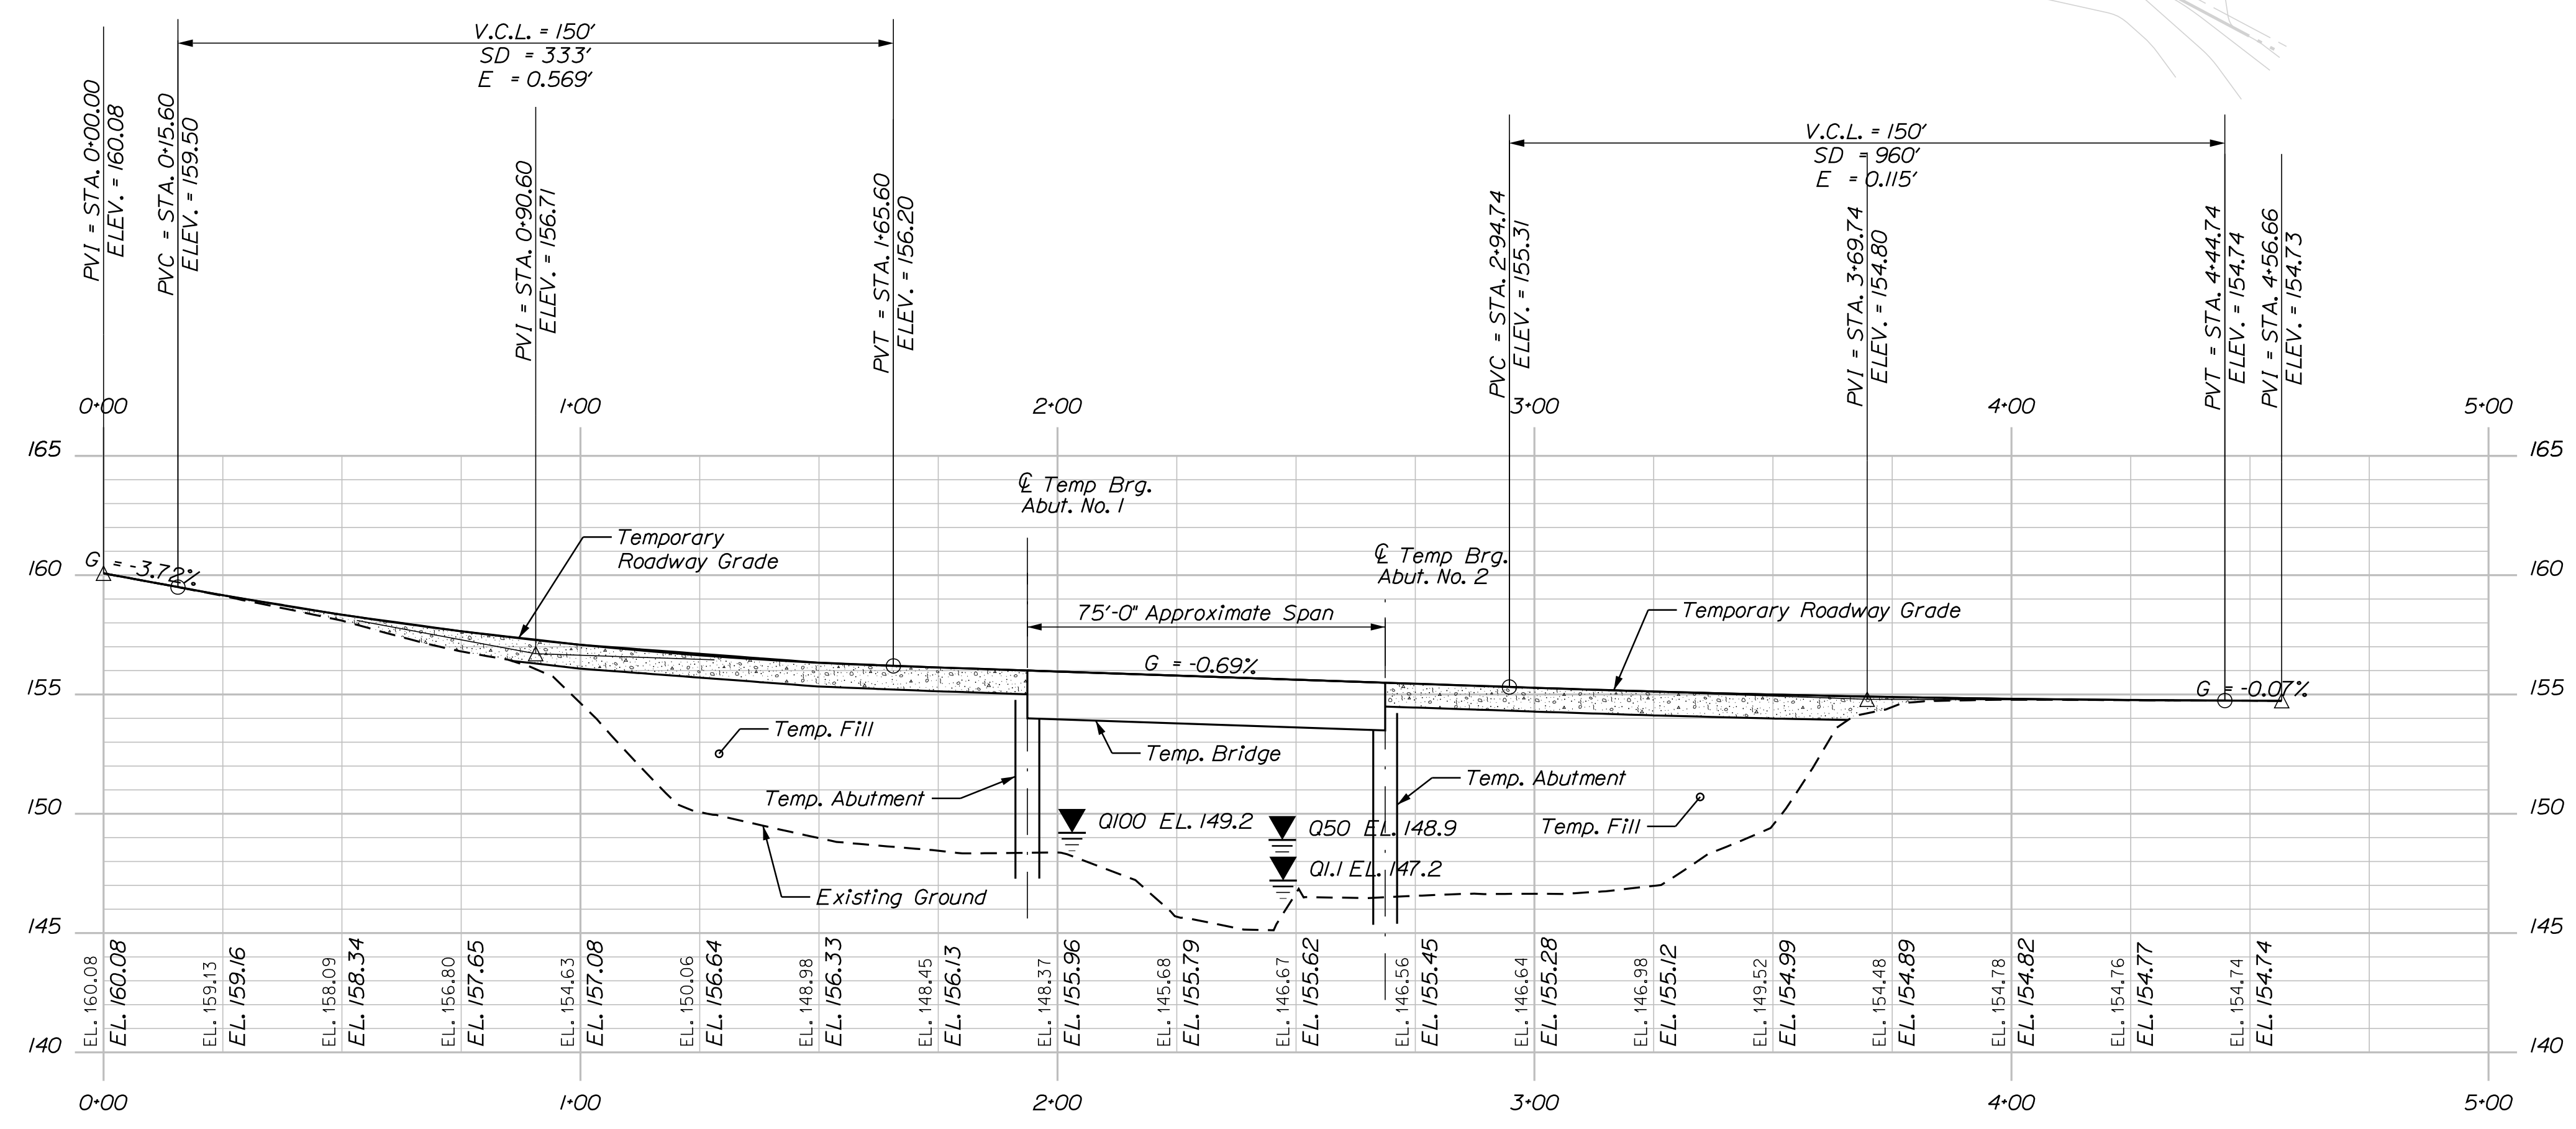 V.C.L. = 150'
SD = 333'
E = 0.569'
V.C.L. = 150'
SD = 960'
E = 0.115'
PVI = STA. 0+00.00
ELEV. = 160.08
PVC = STA. 0+15.60
ELEV. = 159.50
PVI = STA. 0+90.60
ELEV. = 156.71
PVT = STA. 1+65.60
ELEV. = 156.20
PVC = STA. 2+94.74
ELEV. = 155.31
PVI = STA. 3+69.74
ELEV. = 154.80
PVT = STA. 4+44.74
ELEV. = 154.74
PVI = STA. 4+56.66
ELEV. = 154.73
0+00 1+00 2+00 3+00 4+00 5+00
165 165
℄ Temp Brg.
Abut. No. 1
Temporary
Roadway Grade
℄ Temp Brg.
Abut. No. 2
G = -3.72%
160 160
75'-0" Approximate Span
Temporary Roadway Grade
G = -0.69%
G = -0.07%
155 155
Temp. Fill
Temp. Bridge
Temp. Abutment
Temp. Abutment
150 150
Q100 EL. 149.2
Q50 EL. 148.9
Temp. Fill
Q1.1 EL. 147.2
Existing Ground
145 145
EL. 160.08
EL. 160.08
EL. 159.13
EL. 159.16
EL. 158.09
EL. 158.34
EL. 156.80
EL. 157.65
EL. 154.63
EL. 157.08
EL. 150.06
EL. 156.64
EL. 148.98
EL. 156.33
EL. 148.45
EL. 156.13
EL. 148.37
EL. 155.96
EL. 145.68
EL. 155.79
EL. 146.67
EL. 155.62
EL. 146.56
EL. 155.45
EL. 146.64
EL. 155.28
EL. 146.98
EL. 155.12
EL. 149.52
EL. 154.99
EL. 154.48
EL. 154.89
EL. 154.78
EL. 154.82
EL. 154.76
EL. 154.77
EL. 154.74
EL. 154.74
140 140
0+00 1+00 2+00 3+00 4+00 5+00